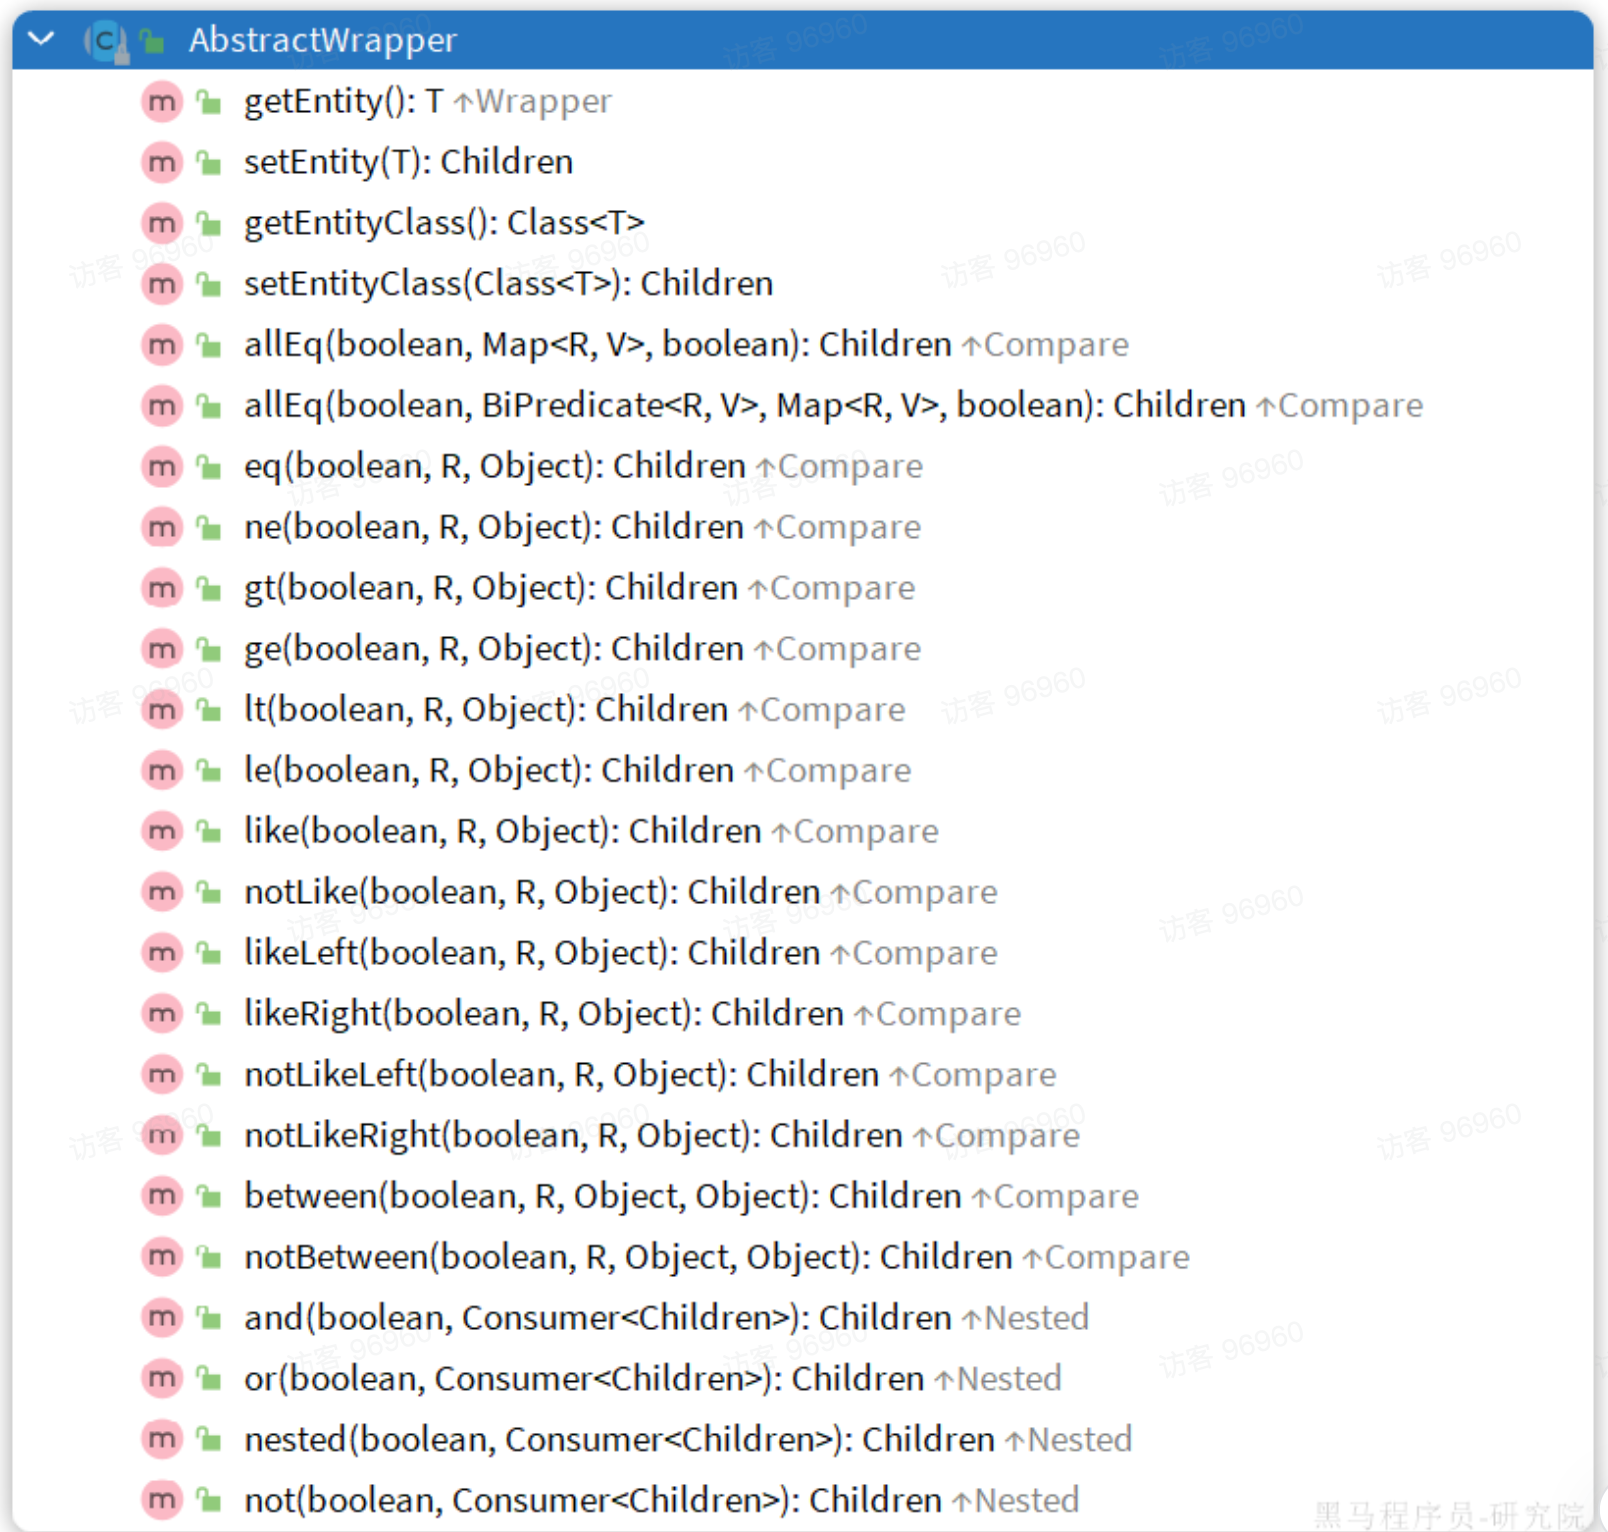 AbstractWrapper
getEntity(): T ↑Wrapper
setEntity(T): Children
getEntityClass(): Class<T>
setEntityClass(Class<T>): Children
allEq(boolean, Map<R, V>, boolean): Children ↑Compare
allEq(boolean, BiPredicate<R, V>, Map<R, V>, boolean): Children ↑Compare
eq(boolean, R, Object): Children ↑Compare
ne(boolean, R, Object): Children ↑Compare
gt(boolean, R, Object): Children ↑Compare
ge(boolean, R, Object): Children ↑Compare
lt(boolean, R, Object): Children ↑Compare
le(boolean, R, Object): Children ↑Compare
like(boolean, R, Object): Children ↑Compare
notLike(boolean, R, Object): Children ↑Compare
likeLeft(boolean, R, Object): Children ↑Compare
likeRight(boolean, R, Object): Children ↑Compare
notLikeLeft(boolean, R, Object): Children ↑Compare
notLikeRight(boolean, R, Object): Children ↑Compare
between(boolean, R, Object, Object): Children ↑Compare
notBetween(boolean, R, Object, Object): Children ↑Compare
and(boolean, Consumer<Children>): Children ↑Nested
or(boolean, Consumer<Children>): Children ↑Nested
nested(boolean, Consumer<Children>): Children ↑Nested
not(boolean, Consumer<Children>): Children ↑Nested
黑马程序员-研究院
访客 96960